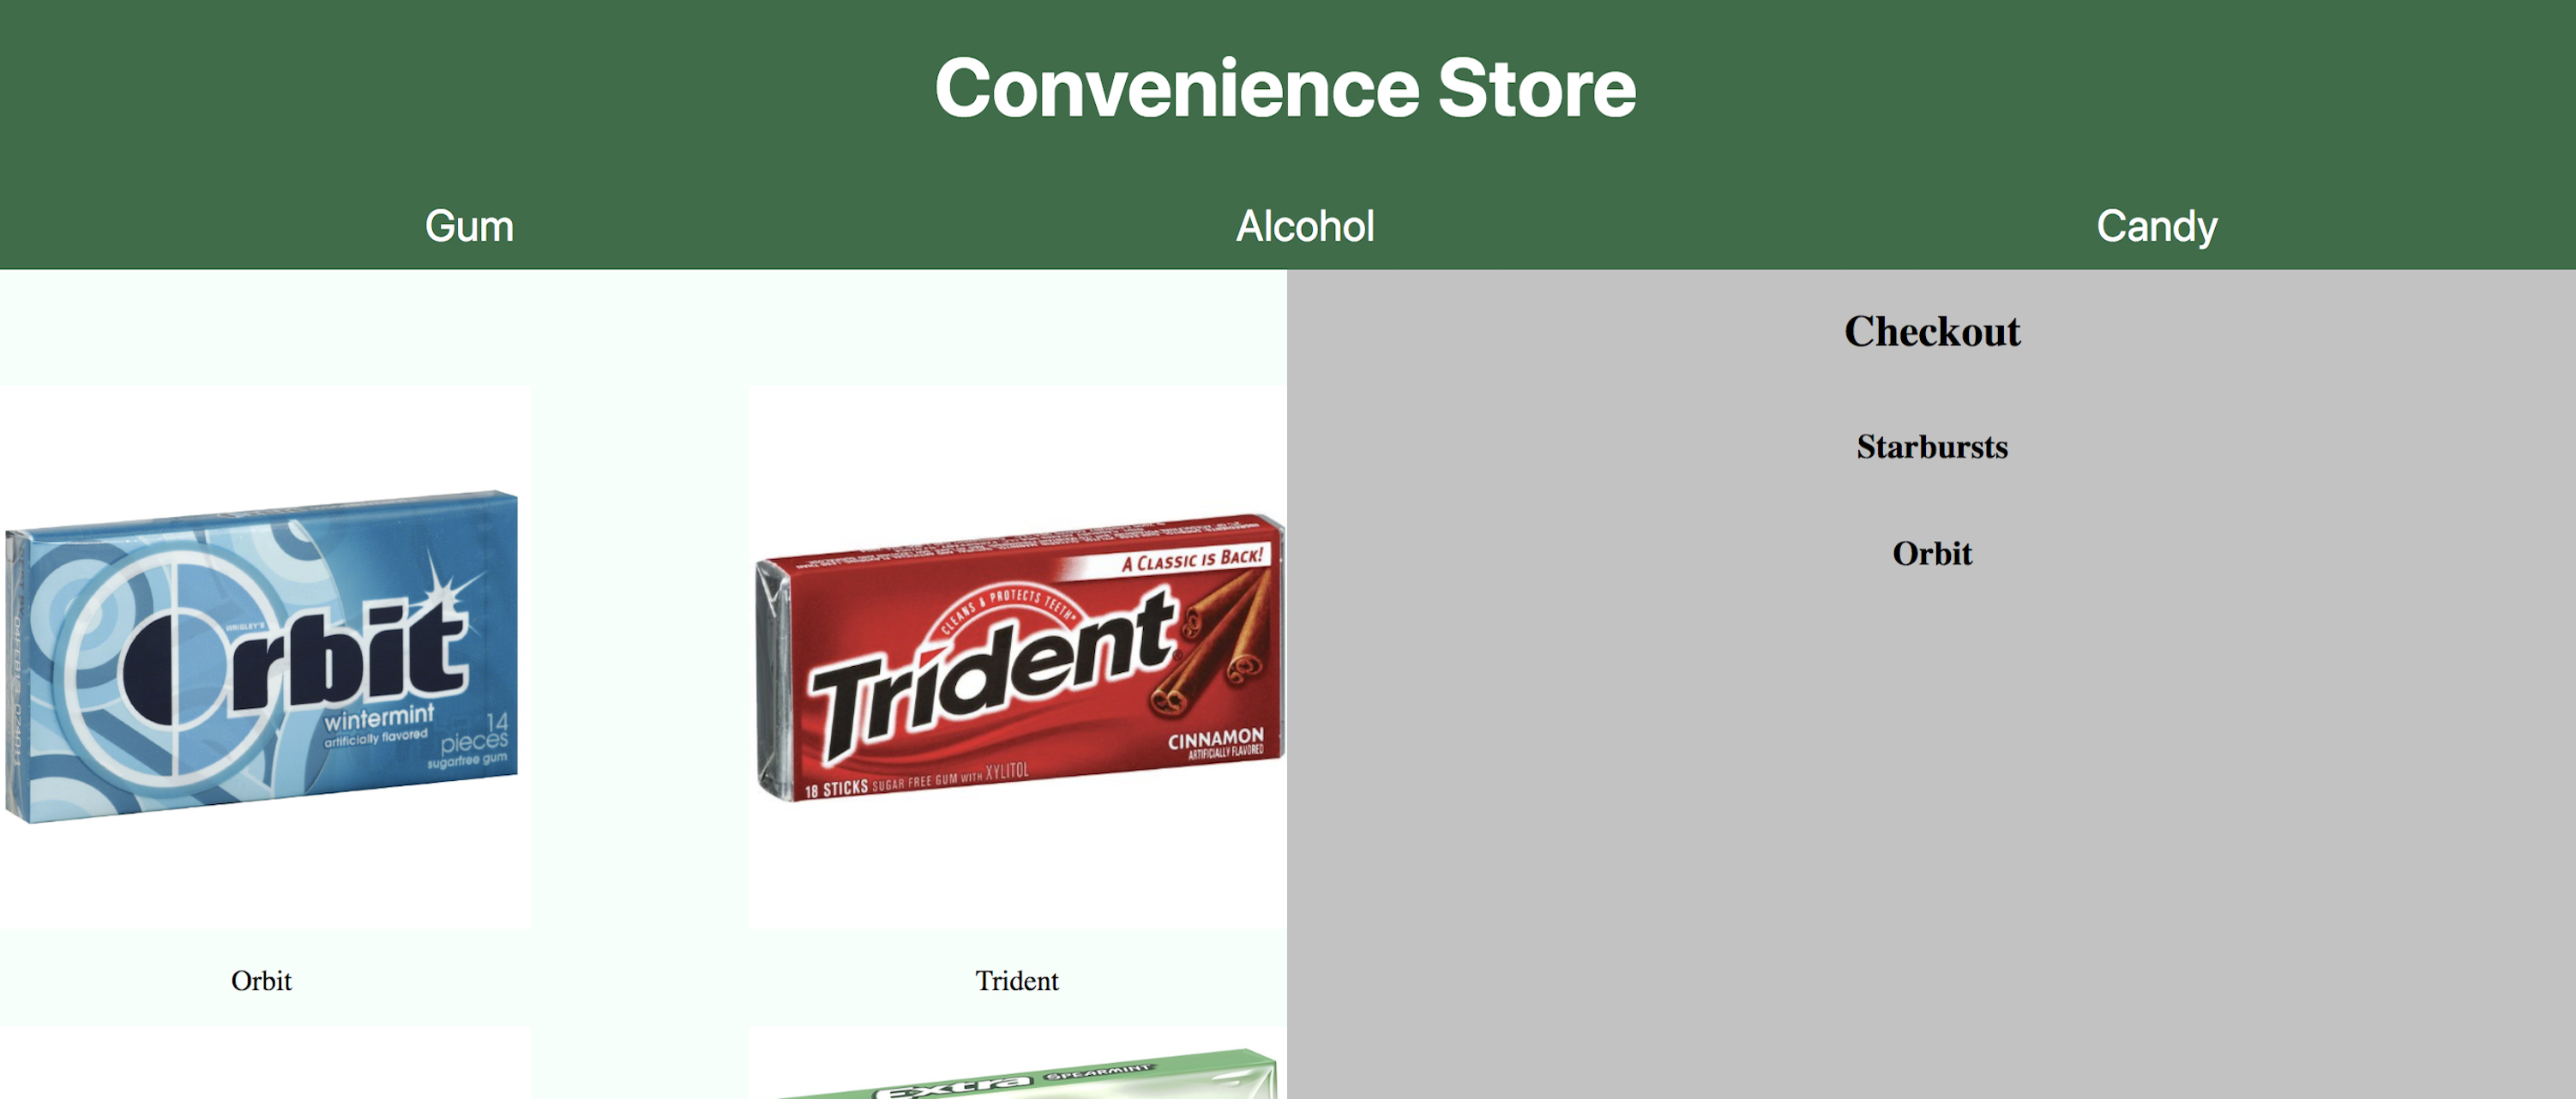 Convenience Store
Gum
Alcohol
Candy
Checkout
Starbursts
Orbit
WRIGLEY'S
Orbit
wintermint
artificially flavored
14
pieces
sugarfree gum
A CLASSIC IS BACK!
CLEANS & PROTECTS TEETH*
Trident
CINNAMON
ARTIFICIALLY FLAVORED
18 STICKS SUGAR FREE GUM WITH XYLITOL
Orbit
Trident
Extra SPEARMINT